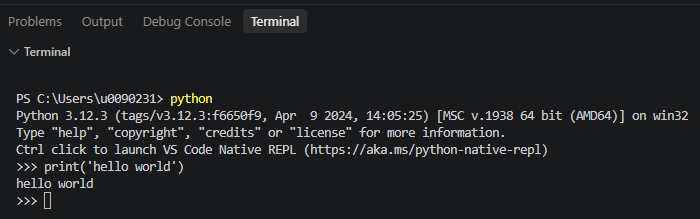 Problems Output Debug Console Terminal
Terminal
PS C:\Users\u0090231> python
Python 3.12.3 (tags/v3.12.3:f6650f9, Apr  9 2024, 14:05:25) [MSC v.1938 64 bit (AMD64)] on win32
Type "help", "copyright", "credits" or "license" for more information.
Ctrl click to launch VS Code Native REPL (https://aka.ms/python-native-repl)
>>> print('hello world')
hello world
>>>